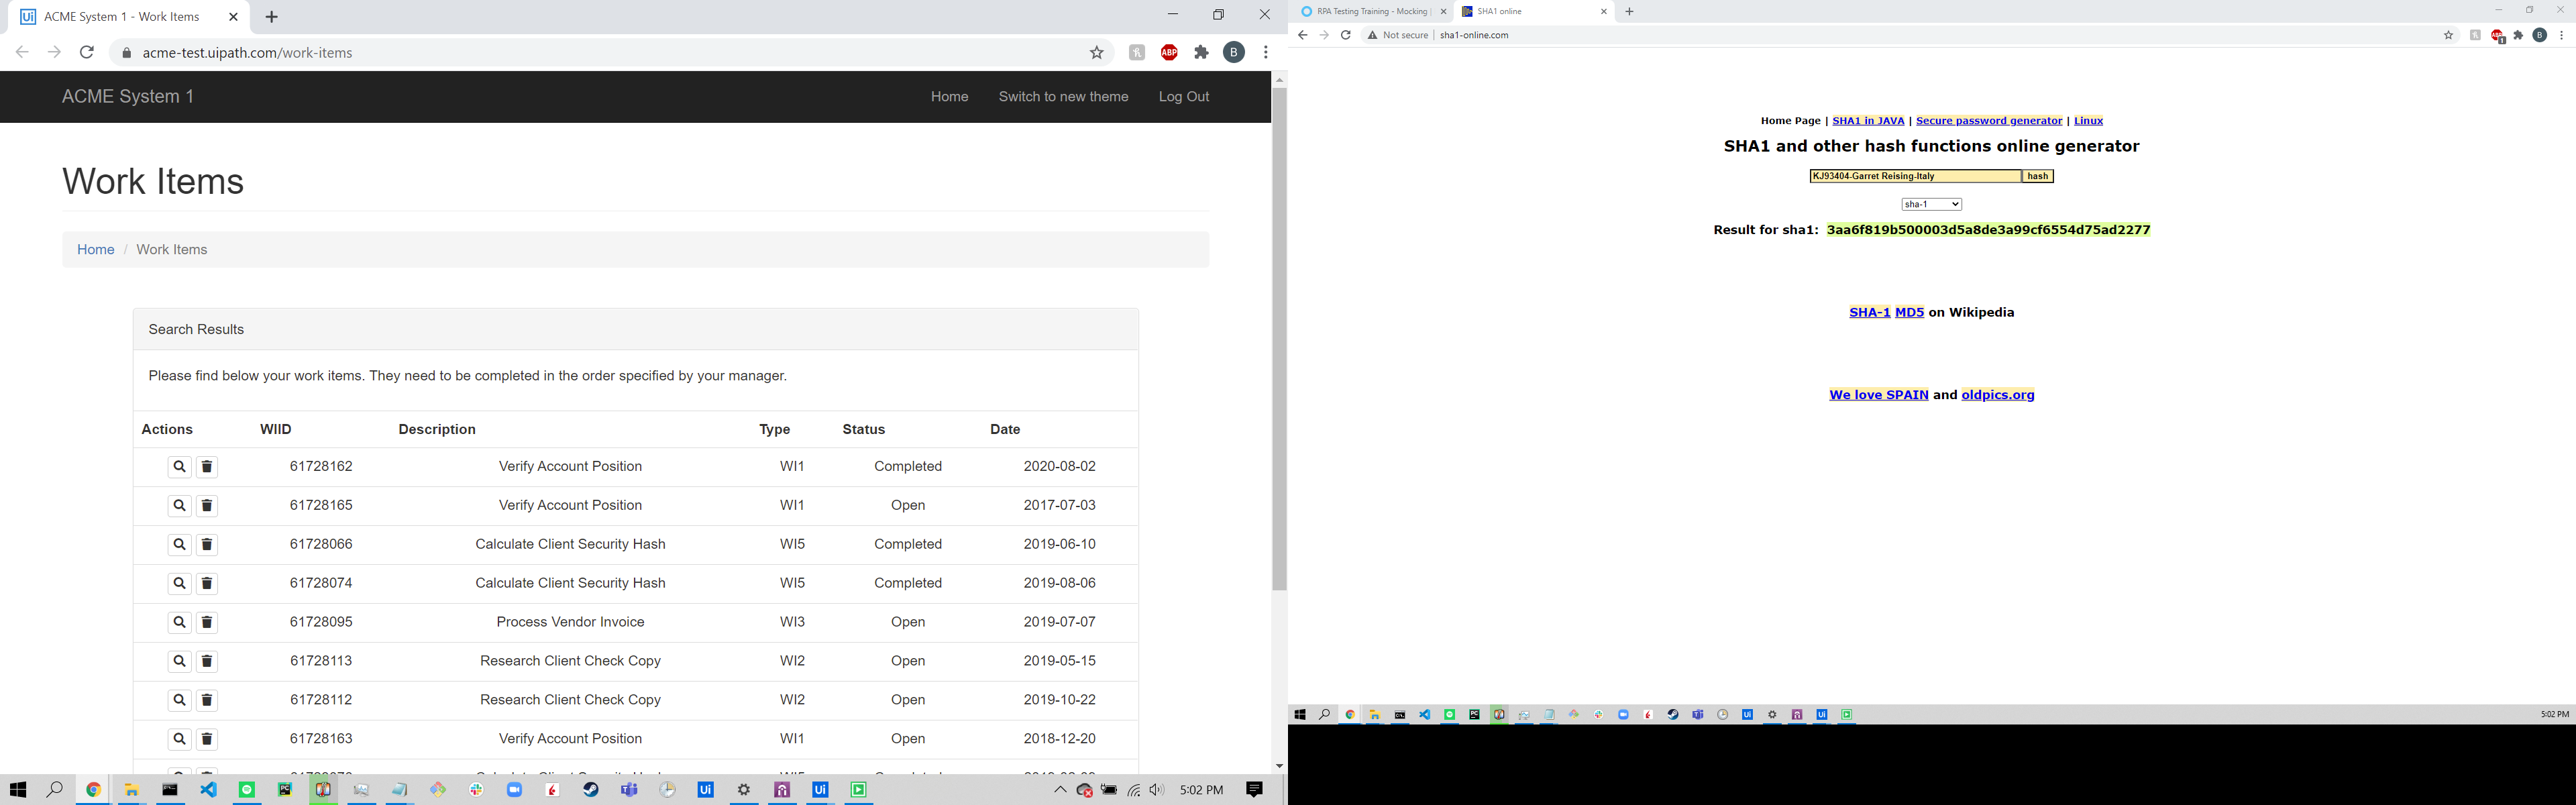 ACME System 1 - Work Items
acme-test.uipath.com/work-items
ABP
B
ACME System 1
Home
Switch to new theme
Log Out
Work Items
Home / Work Items
Search Results
Please find below your work items. They need to be completed in the order specified by your manager.
Actions WIID Description Type Status Date
61728162 Verify Account Position WI1 Completed 2020-08-02
61728165 Verify Account Position WI1 Open 2017-07-03
61728066 Calculate Client Security Hash WI5 Completed 2019-06-10
61728074 Calculate Client Security Hash WI5 Completed 2019-08-06
61728095 Process Vendor Invoice WI3 Open 2019-07-07
61728113 Research Client Check Copy WI2 Open 2019-05-15
61728112 Research Client Check Copy WI2 Open 2019-10-22
61728163 Verify Account Position WI1 Open 2018-12-20
5:02 PM
RPA Testing Training - Mocking |
SHA1 online
Not secure | sha1-online.com
B
Home Page | SHA1 in JAVA | Secure password generator | Linux
SHA1 and other hash functions online generator
KJ93404-Garret Reising-Italy hash
sha-1
Result for sha1: 3aa6f819b500003d5a8de3a99cf6554d75ad2277
SHA-1 MD5 on Wikipedia
We love SPAIN and oldpics.org
5:02 PM